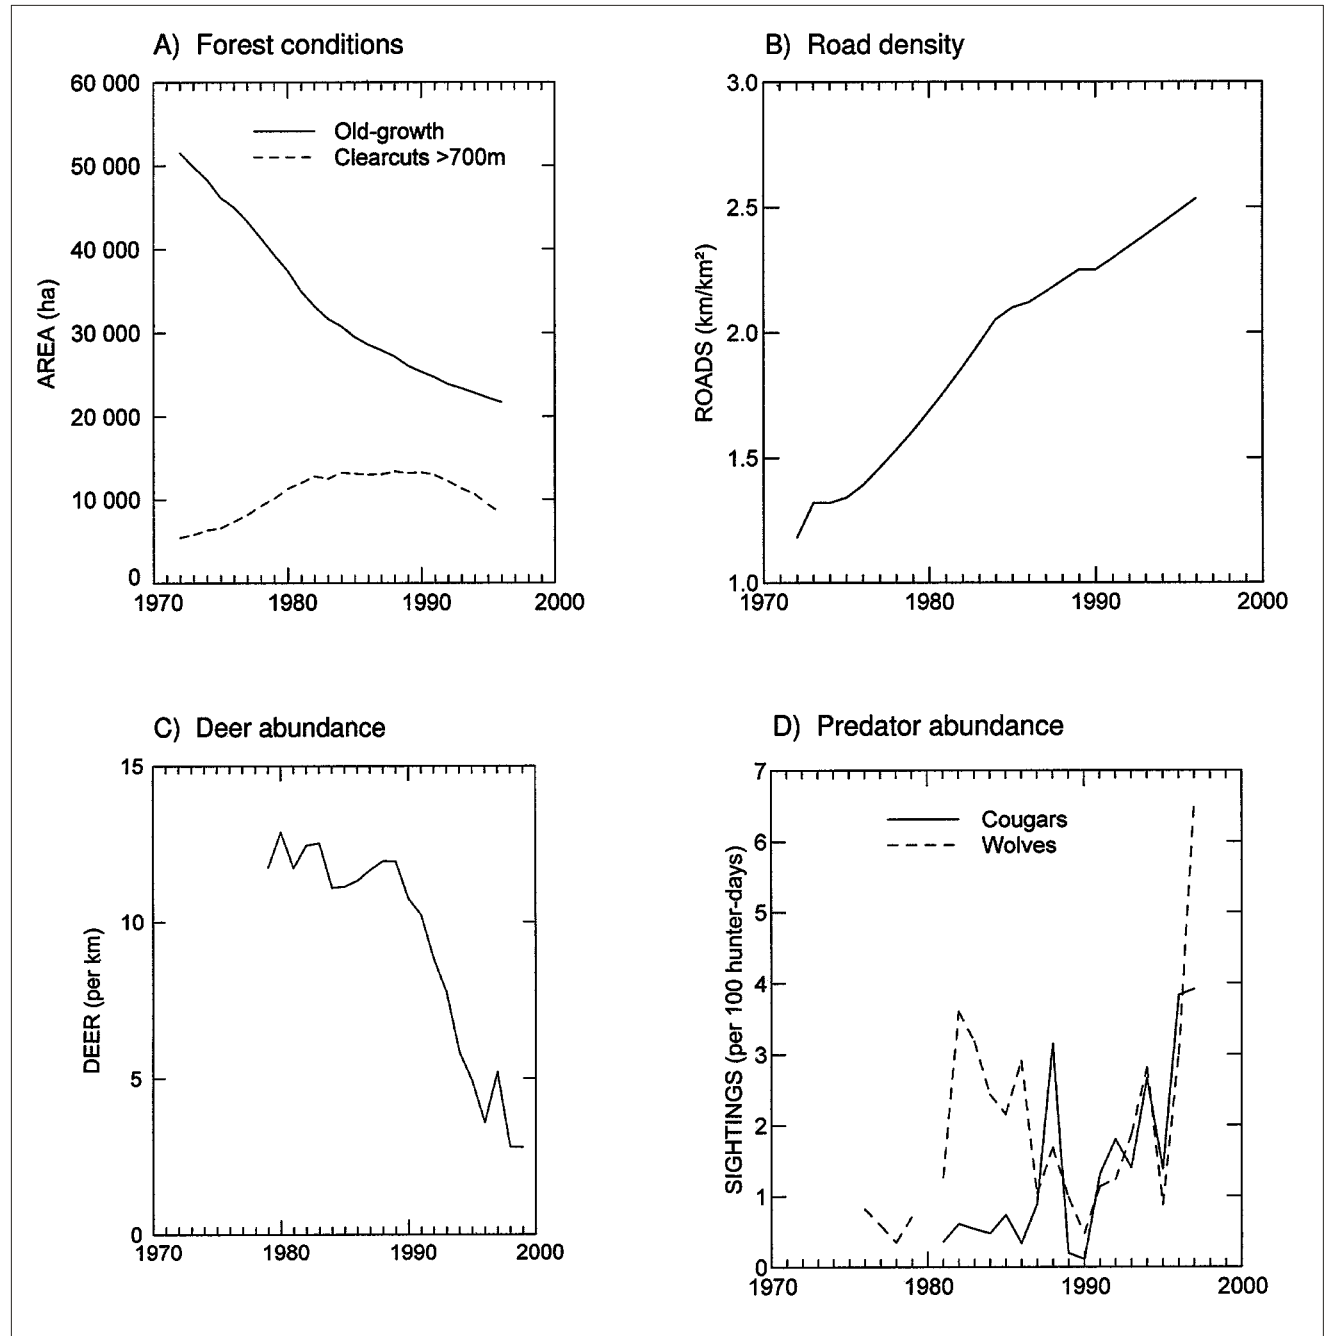 A) Forest conditions
60 000
50 000
40 000
30 000
20 000
10 000
0
AREA (ha)
Old-growth
Clearcuts >700m
1970 1980 1990 2000
B) Road density
3.0
2.5
2.0
1.5
1.0
ROADS (km/km²)
1970 1980 1990 2000
C) Deer abundance
15
10
5
0
DEER (per km)
1970 1980 1990 2000
D) Predator abundance
7
6
5
4
3
2
1
0
SIGHTINGS (per 100 hunter-days)
Cougars
Wolves
1970 1980 1990 2000